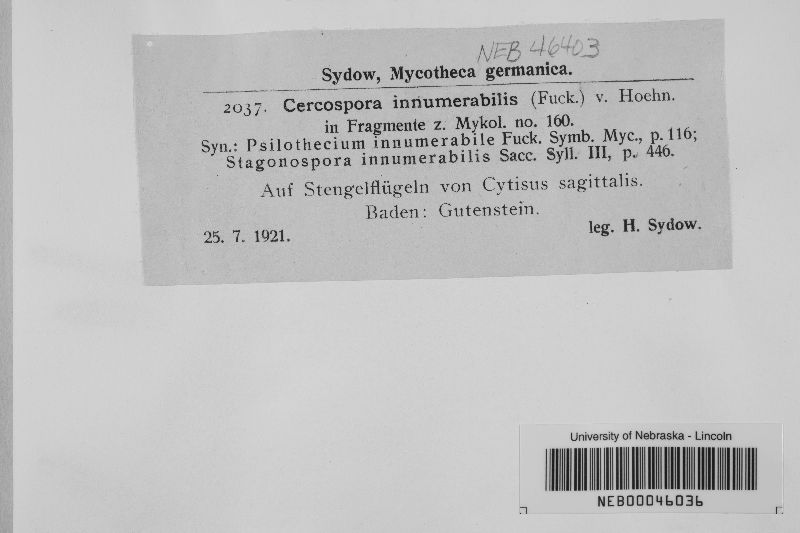 NEB 46403
Sydow, Mycotheca germanica.
2037. Cercospora innumerabilis (Fuck.) v. Hoehn.
in Fragmente z. Mykol. no. 160.
Syn.: Psilothecium innumerabile Fuck. Symb. Myc., p. 116;
Stagonospora innumerabilis Sacc. Syll. III, p. 446.
Auf Stengelflügeln von Cytisus sagittalis.
Baden: Gutenstein.
25. 7. 1921.
leg. H. Sydow.
University of Nebraska - Lincoln
NEB00046036